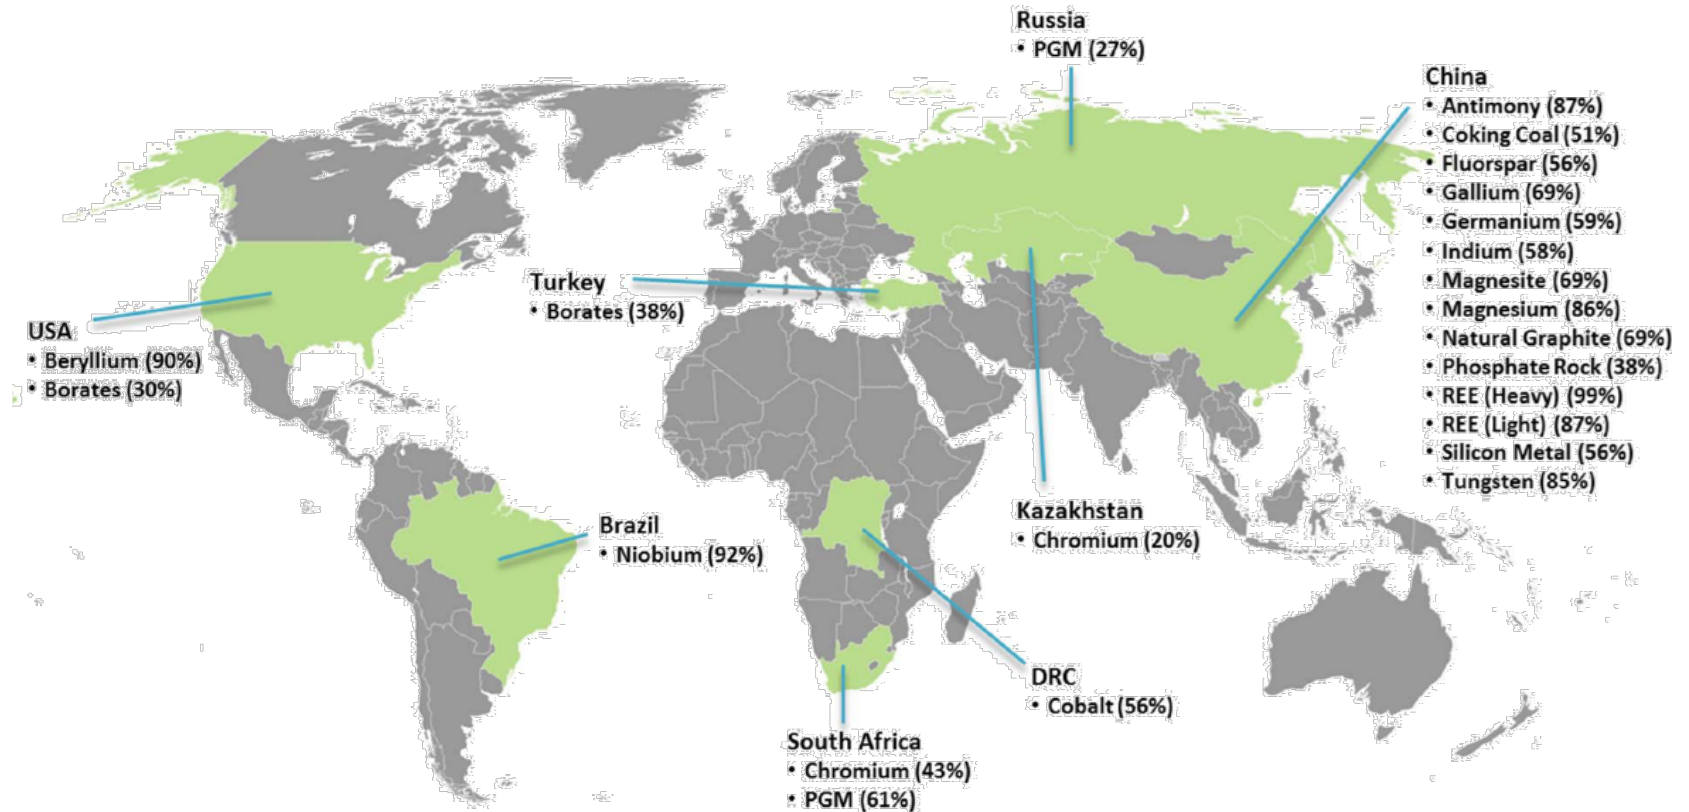 Russia
• PGM (27%)
China
• Antimony (87%)
• Coking Coal (51%)
• Fluorspar (56%)
• Gallium (69%)
• Germanium (59%)
• Indium (58%)
• Magnesite (69%)
• Magnesium (86%)
• Natural Graphite (69%)
• Phosphate Rock (38%)
• REE (Heavy) (99%)
• REE (Light) (87%)
• Silicon Metal (56%)
• Tungsten (85%)
Turkey
• Borates (38%)
USA
• Beryllium (90%)
• Borates (30%)
Kazakhstan
• Chromium (20%)
Brazil
• Niobium (92%)
DRC
• Cobalt (56%)
South Africa
• Chromium (43%)
• PGM (61%)